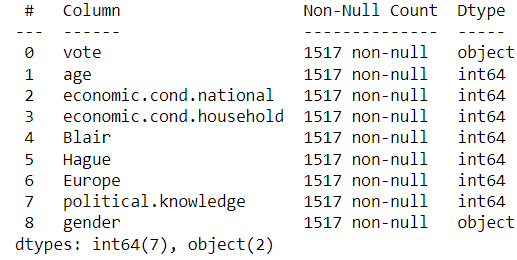 #   Column                   Non-Null Count  Dtype
---  ------                   --------------  -----
 0   vote                     1517 non-null   object
 1   age                      1517 non-null   int64
 2   economic.cond.national   1517 non-null   int64
 3   economic.cond.household  1517 non-null   int64
 4   Blair                    1517 non-null   int64
 5   Hague                    1517 non-null   int64
 6   Europe                   1517 non-null   int64
 7   political.knowledge      1517 non-null   int64
 8   gender                   1517 non-null   object
dtypes: int64(7), object(2)